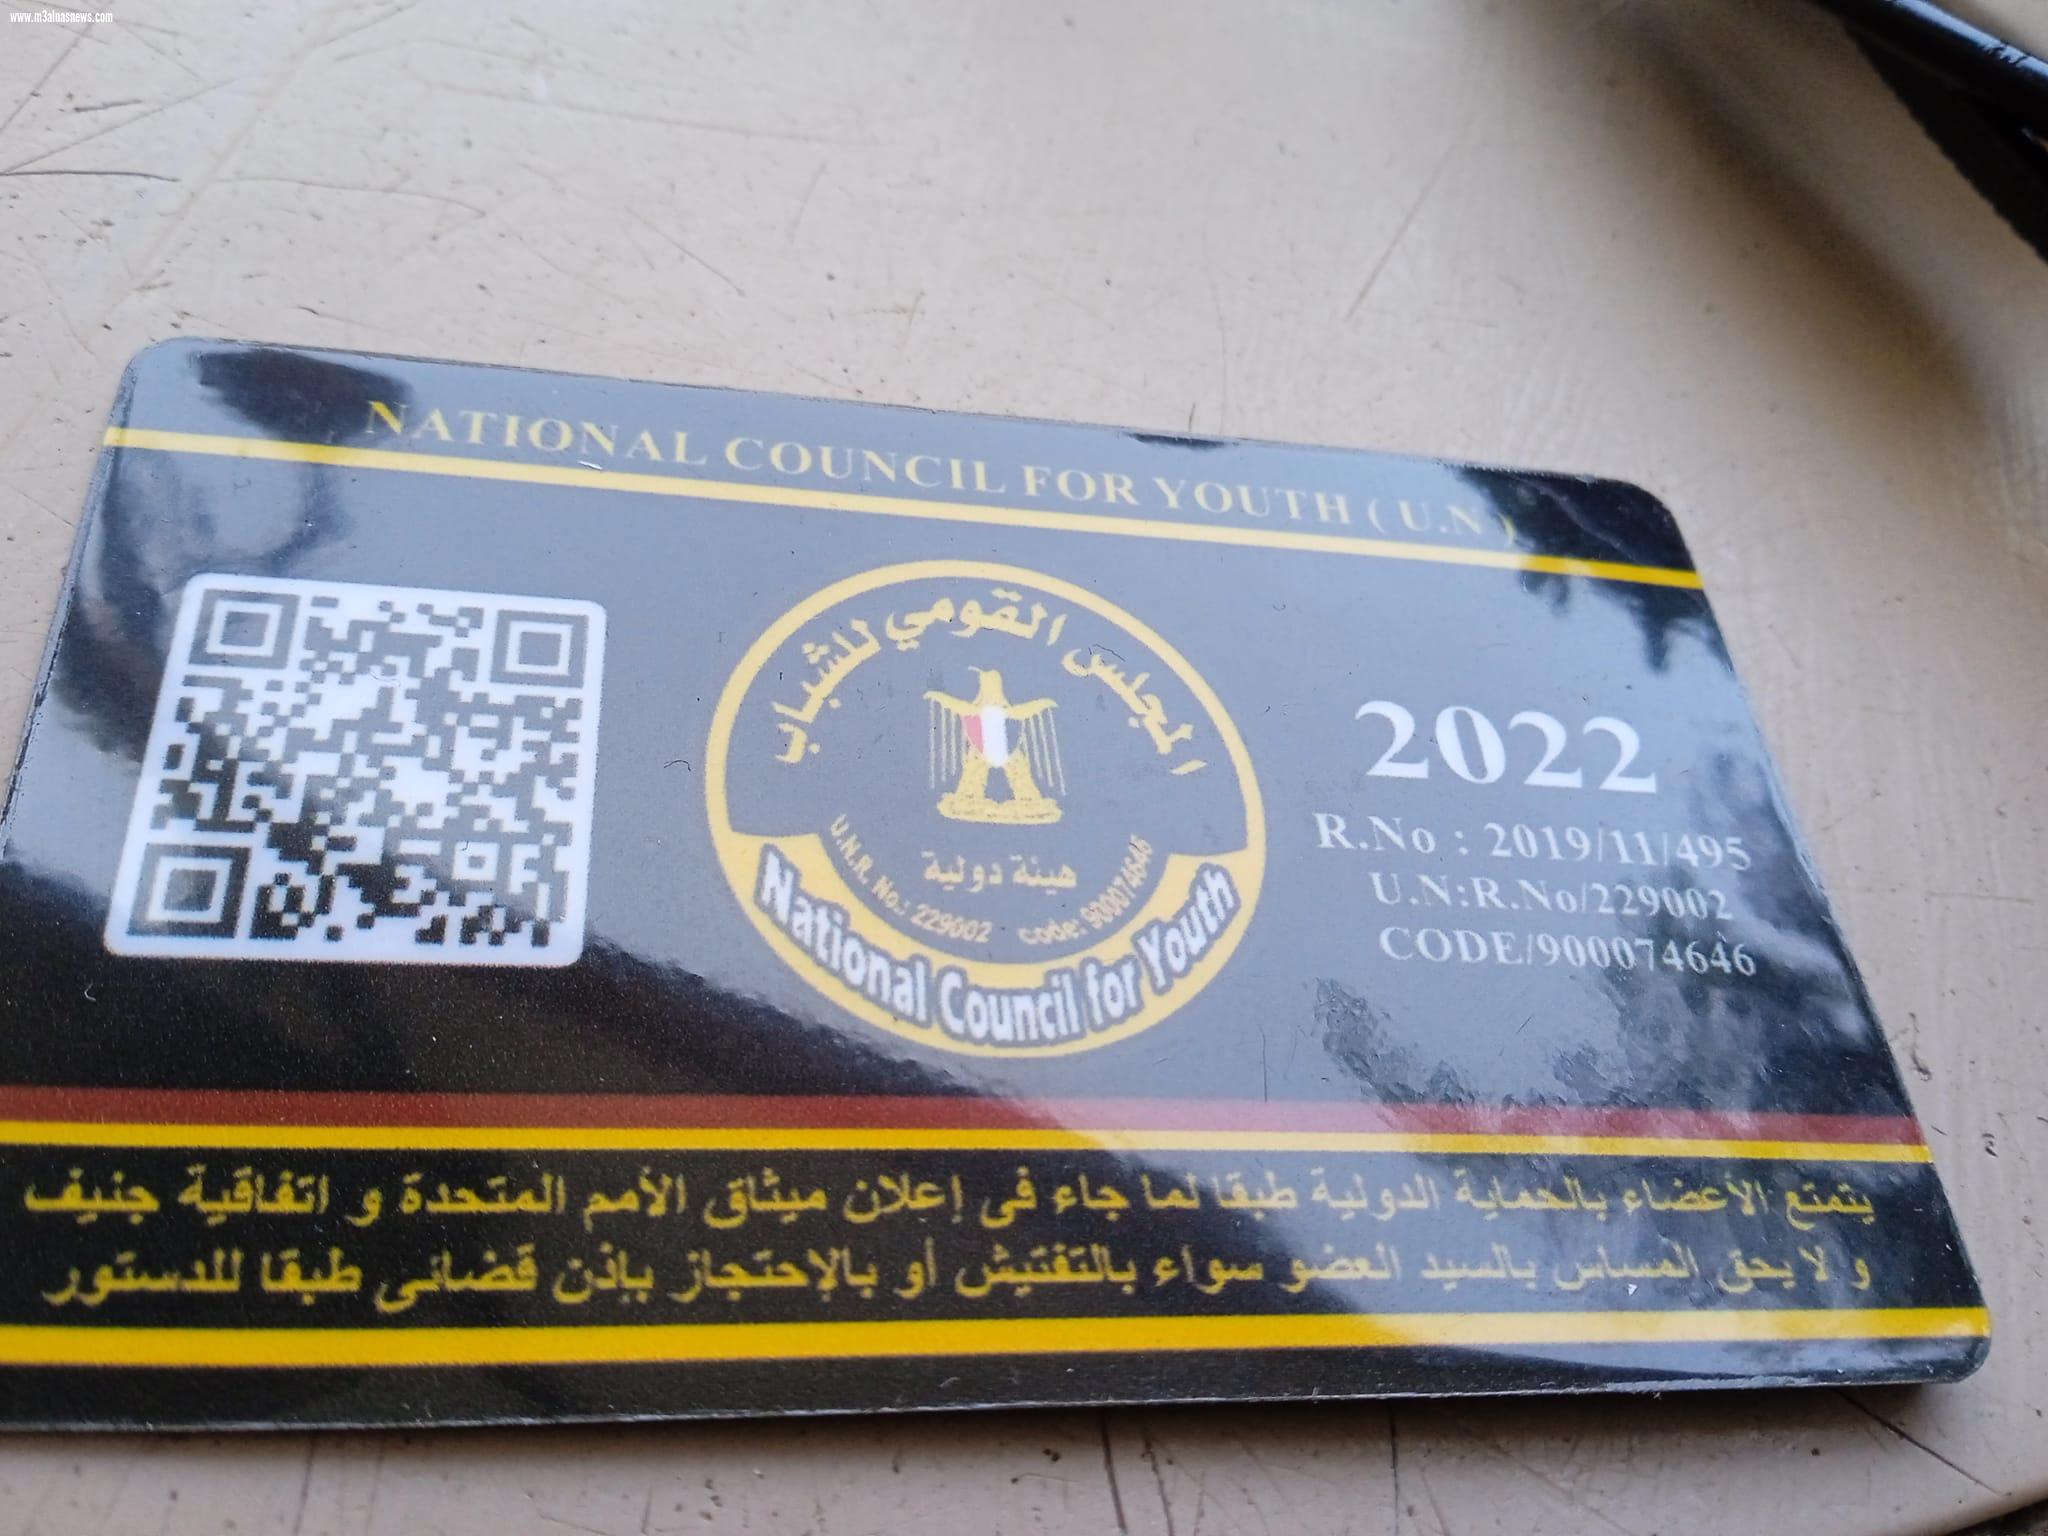 www.m3alnasnews.com
NATIONAL COUNCIL FOR YOUTH ( U.N )
المجلس القومي للشباب
هيئة دولية
U.N.R. No.: 229002 code: 900074646
National Council for Youth
2022
R.No : 2019/11/495
U.N:R.No/229002
CODE/900074646
يتمتع الأعضاء بالحماية الدولية طبقا لما جاء فى إعلان ميثاق الأمم المتحدة و اتفاقية جنيف
و لا يحق المساس بالسيد العضو سواء بالتفتيش أو بالإحتجاز بإذن قضائى طبقا للدستور